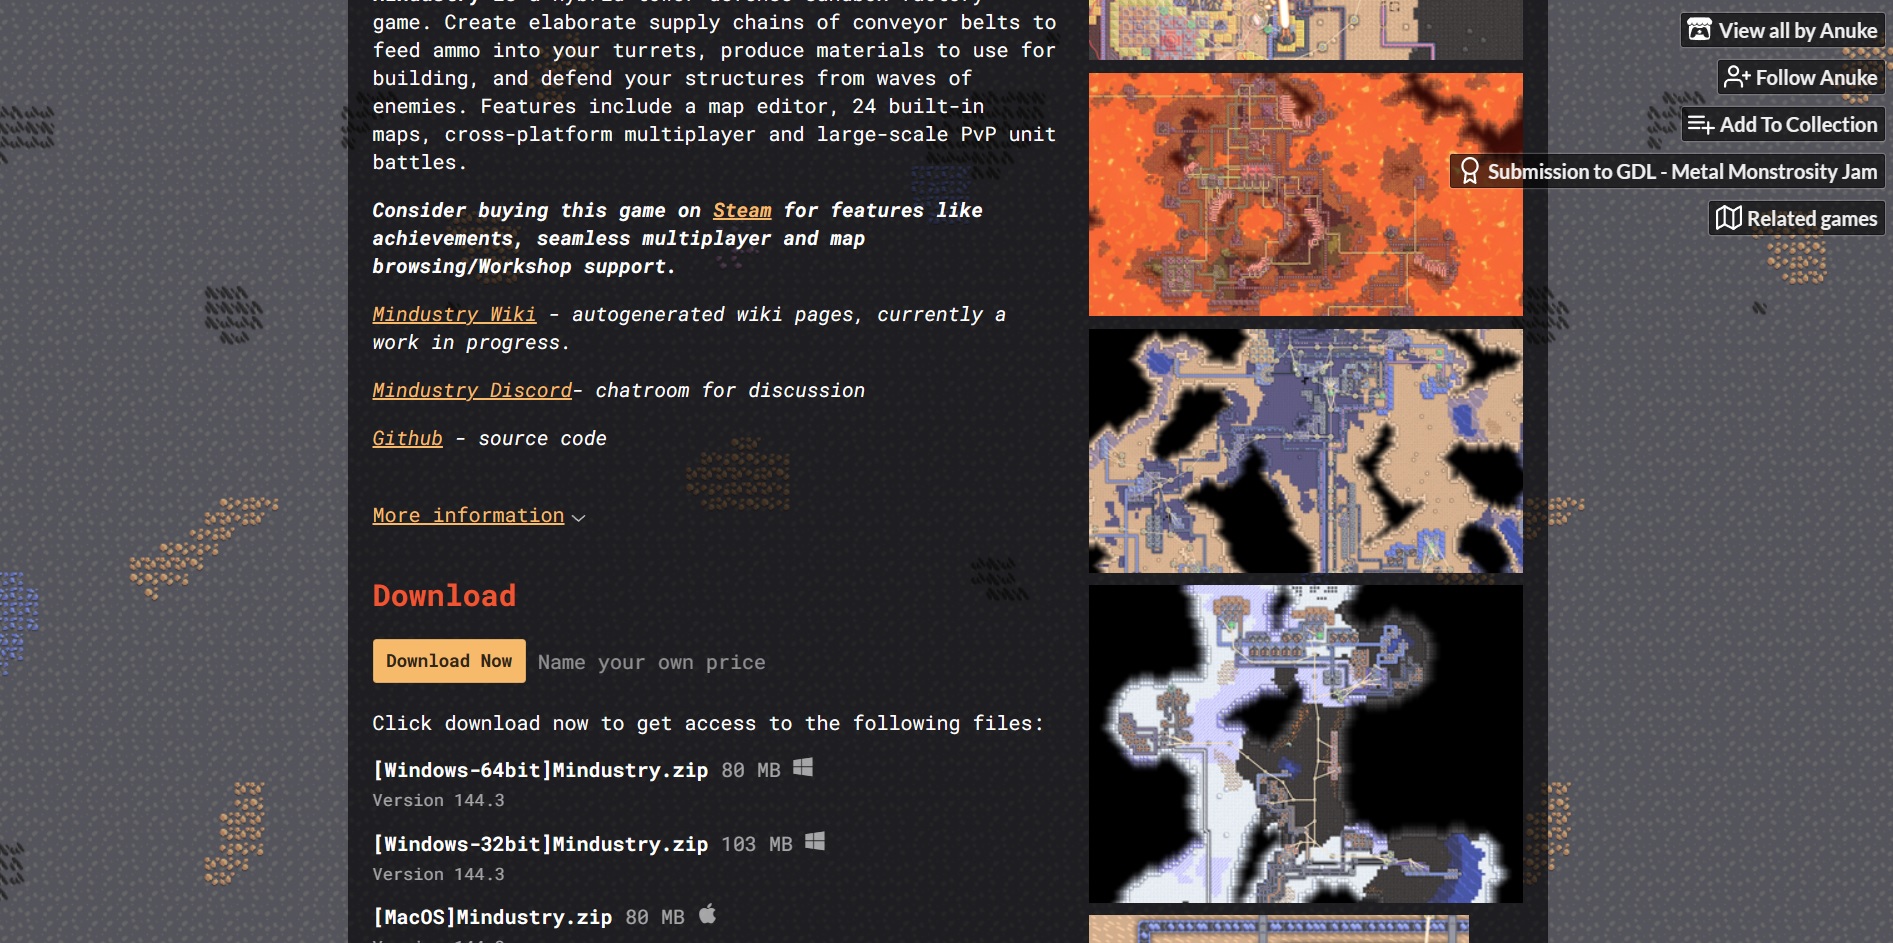 Mindustry is a hybrid tower-defense sandbox factory
game. Create elaborate supply chains of conveyor belts to
feed ammo into your turrets, produce materials to use for
building, and defend your structures from waves of
enemies. Features include a map editor, 24 built-in
maps, cross-platform multiplayer and large-scale PvP unit
battles.
Consider buying this game on Steam for features like
achievements, seamless multiplayer and map
browsing/Workshop support.
Mindustry Wiki - autogenerated wiki pages, currently a
work in progress.
Mindustry Discord- chatroom for discussion
Github - source code
More information
Download
Download Now Name your own price
Click download now to get access to the following files:
[Windows-64bit]Mindustry.zip 80 MB
Version 144.3
[Windows-32bit]Mindustry.zip 103 MB
Version 144.3
[MacOS]Mindustry.zip 80 MB
View all by Anuke
Follow Anuke
Add To Collection
Submission to GDL - Metal Monstrosity Jam
Related games